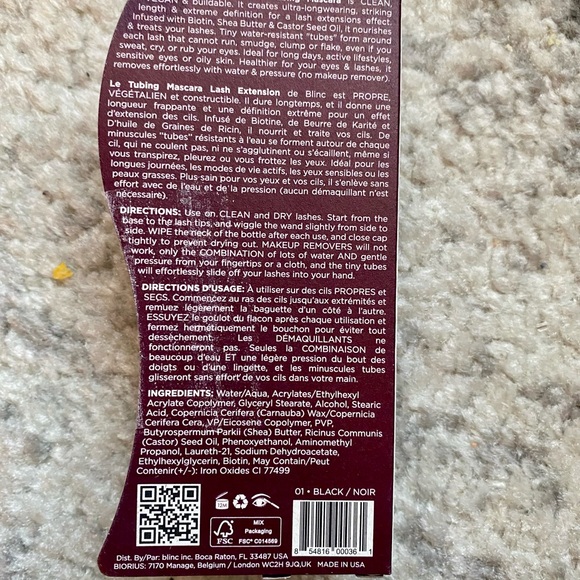 VEGAN & buildable. It creates ultra-longwearing, striking
length & extreme definition for a lash extensions effect.
Infused with Biotin, Shea Butter & Castor Seed Oil, it nourishes
& treats your lashes. Tiny water-resistant "tubes" form around
each lash that cannot run, smudge, clump or flake, even if you
sweat, cry, or rub your eyes. Ideal for long days, active lifestyles,
sensitive eyes or oily skin. Healthier for your eyes & lashes, it
removes effortlessly with water & pressure (no makeup remover).
Le Tubing Mascara Lash Extension de Blinc est PROPRE,
VÉGÉTALIEN et constructible. Il dure longtemps, et il donne une
longueur frappante et une définition extrême pour un effet
d'extension des cils. Infusé de Biotine, de Beurre de Karité et
D'huile de Graines de Ricin, il nourrit et traite vos cils. De
minuscules "tubes" résistants à l'eau se forment autour de chaque
cil, qui ne coulent pas, ni ne s'agglutinent ou s'écaillent, même si
vous transpirez, pleurez ou vous frottez les yeux. Idéal pour les
longues journées, les modes de vie actifs, les yeux sensibles ou les
peaux grasses. Plus sain pour vos yeux et vos cils, il s'enlève sans
effort avec de l'eau et de la pression (aucun démaquillant n'est
nécessaire).
DIRECTIONS: Use on CLEAN and DRY lashes. Start from the
base to the lash tips, and wiggle the wand slightly from side to
side. WIPE the neck of the bottle after each use, and close cap
tightly to prevent drying out. MAKEUP REMOVERS will not
work, only the COMBINATION of lots of water AND gentle
pressure from your fingertips or a cloth, and the tiny tubes
will effortlessly slide off your lashes into your hand.
DIRECTIONS D'USAGE: À utiliser sur des cils PROPRES et
SECS. Commencez au ras des cils jusqu'aux extrémités et
remuez légèrement la baguette d'un côté à l'autre.
ESSUYEZ le goulot du flacon après chaque utilisation et
fermez hermétiquement le bouchon pour éviter tout
dessèchement. Les DÉMAQUILLANTS ne
fonctionneront pas. Seules la COMBINAISON de
beaucoup d'eau ET une légère pression du bout des
doigts ou d'une lingette, et les minuscules tubes
glisseront sans effort de vos cils dans votre main.
INGREDIENTS: Water/Aqua, Acrylates/Ethylhexyl
Acrylate Copolymer, Glyceryl Stearate, Alcohol, Stearic
Acid, Copernicia Cerifera (Carnauba) Wax/Copernicia
Cerifera Cera, VP/Eicosene Copolymer, PVP,
Butyrospermum Parkii (Shea) Butter, Ricinus Communis
(Castor) Seed Oil, Phenoxyethanol, Aminomethyl
Propanol, Laureth-21, Sodium Dehydroacetate,
Ethylhexylglycerin, Biotin, May Contain/Peut
Contenir(+/-): Iron Oxides CI 77499
12M
01 • BLACK / NOIR
FSC
MIX
Packaging
FSC® C014569
8 54816 00036 1
Dist. By/Par: blinc inc. Boca Raton, FL 33487 USA
BIORIUS: 7170 Manage, Belgium / London WC2H 9JQ,UK MADE IN USA